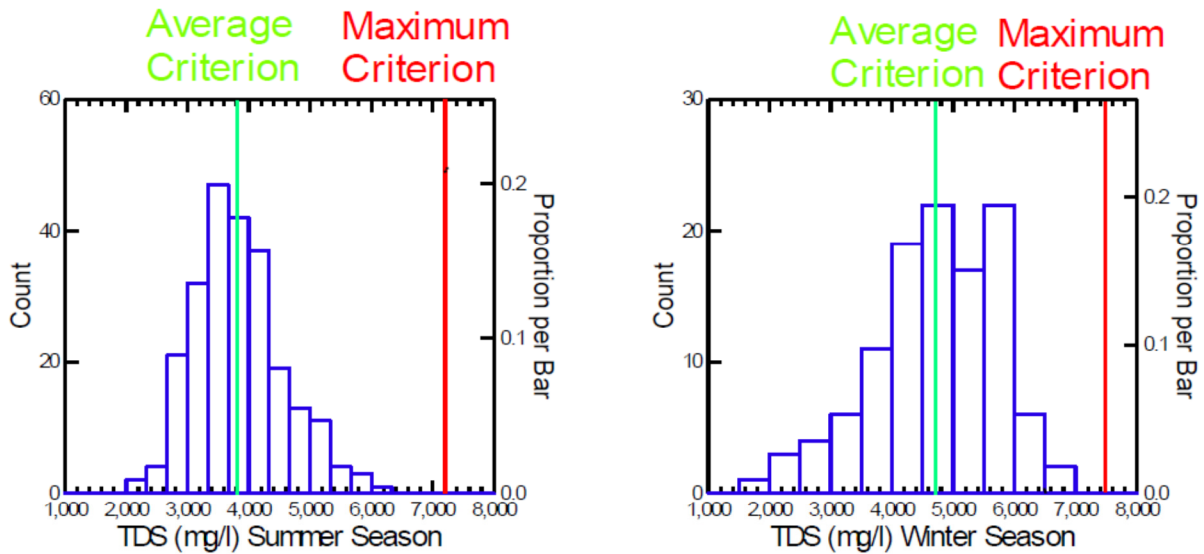 Average
Criterion
Maximum
Criterion
60
40
20
0
Count
0.2
0.1
0.0
Proportion per Bar
1,000 2,000 3,000 4,000 5,000 6,000 7,000 8,000
TDS (mg/l) Summer Season
Average
Criterion
Maximum
Criterion
30
20
10
0
Count
0.2
0.1
0.0
Proportion per Bar
1,000 2,000 3,000 4,000 5,000 6,000 7,000 8,000
TDS (mg/l) Winter Season